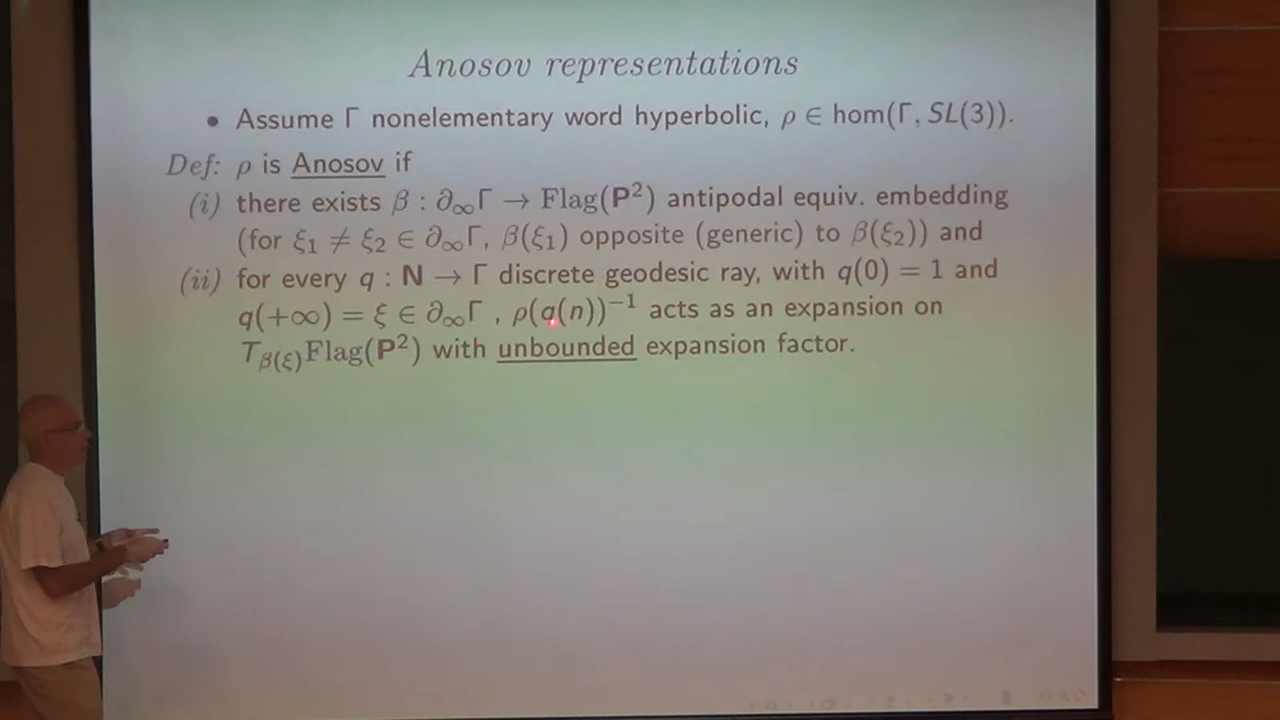 Anosov representations
• Assume Γ nonelementary word hyperbolic, ρ ∈ hom(Γ, SL(3)).
Def: ρ is Anosov if
(i) there exists β : ∂∞Γ → Flag(P²) antipodal equiv. embedding
(for ξ₁ ≠ ξ₂ ∈ ∂∞Γ, β(ξ₁) opposite (generic) to β(ξ₂)) and
(ii) for every q : N → Γ discrete geodesic ray, with q(0) = 1 and
q(+∞) = ξ ∈ ∂∞Γ , ρ(q(n))⁻¹ acts as an expansion on
T_β(ξ)Flag(P²) with unbounded expansion factor.